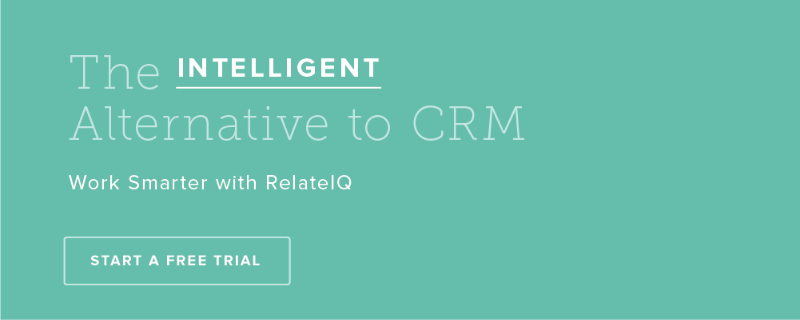 The INTELLIGENT
Alternative to CRM
Work Smarter with RelateIQ
START A FREE TRIAL